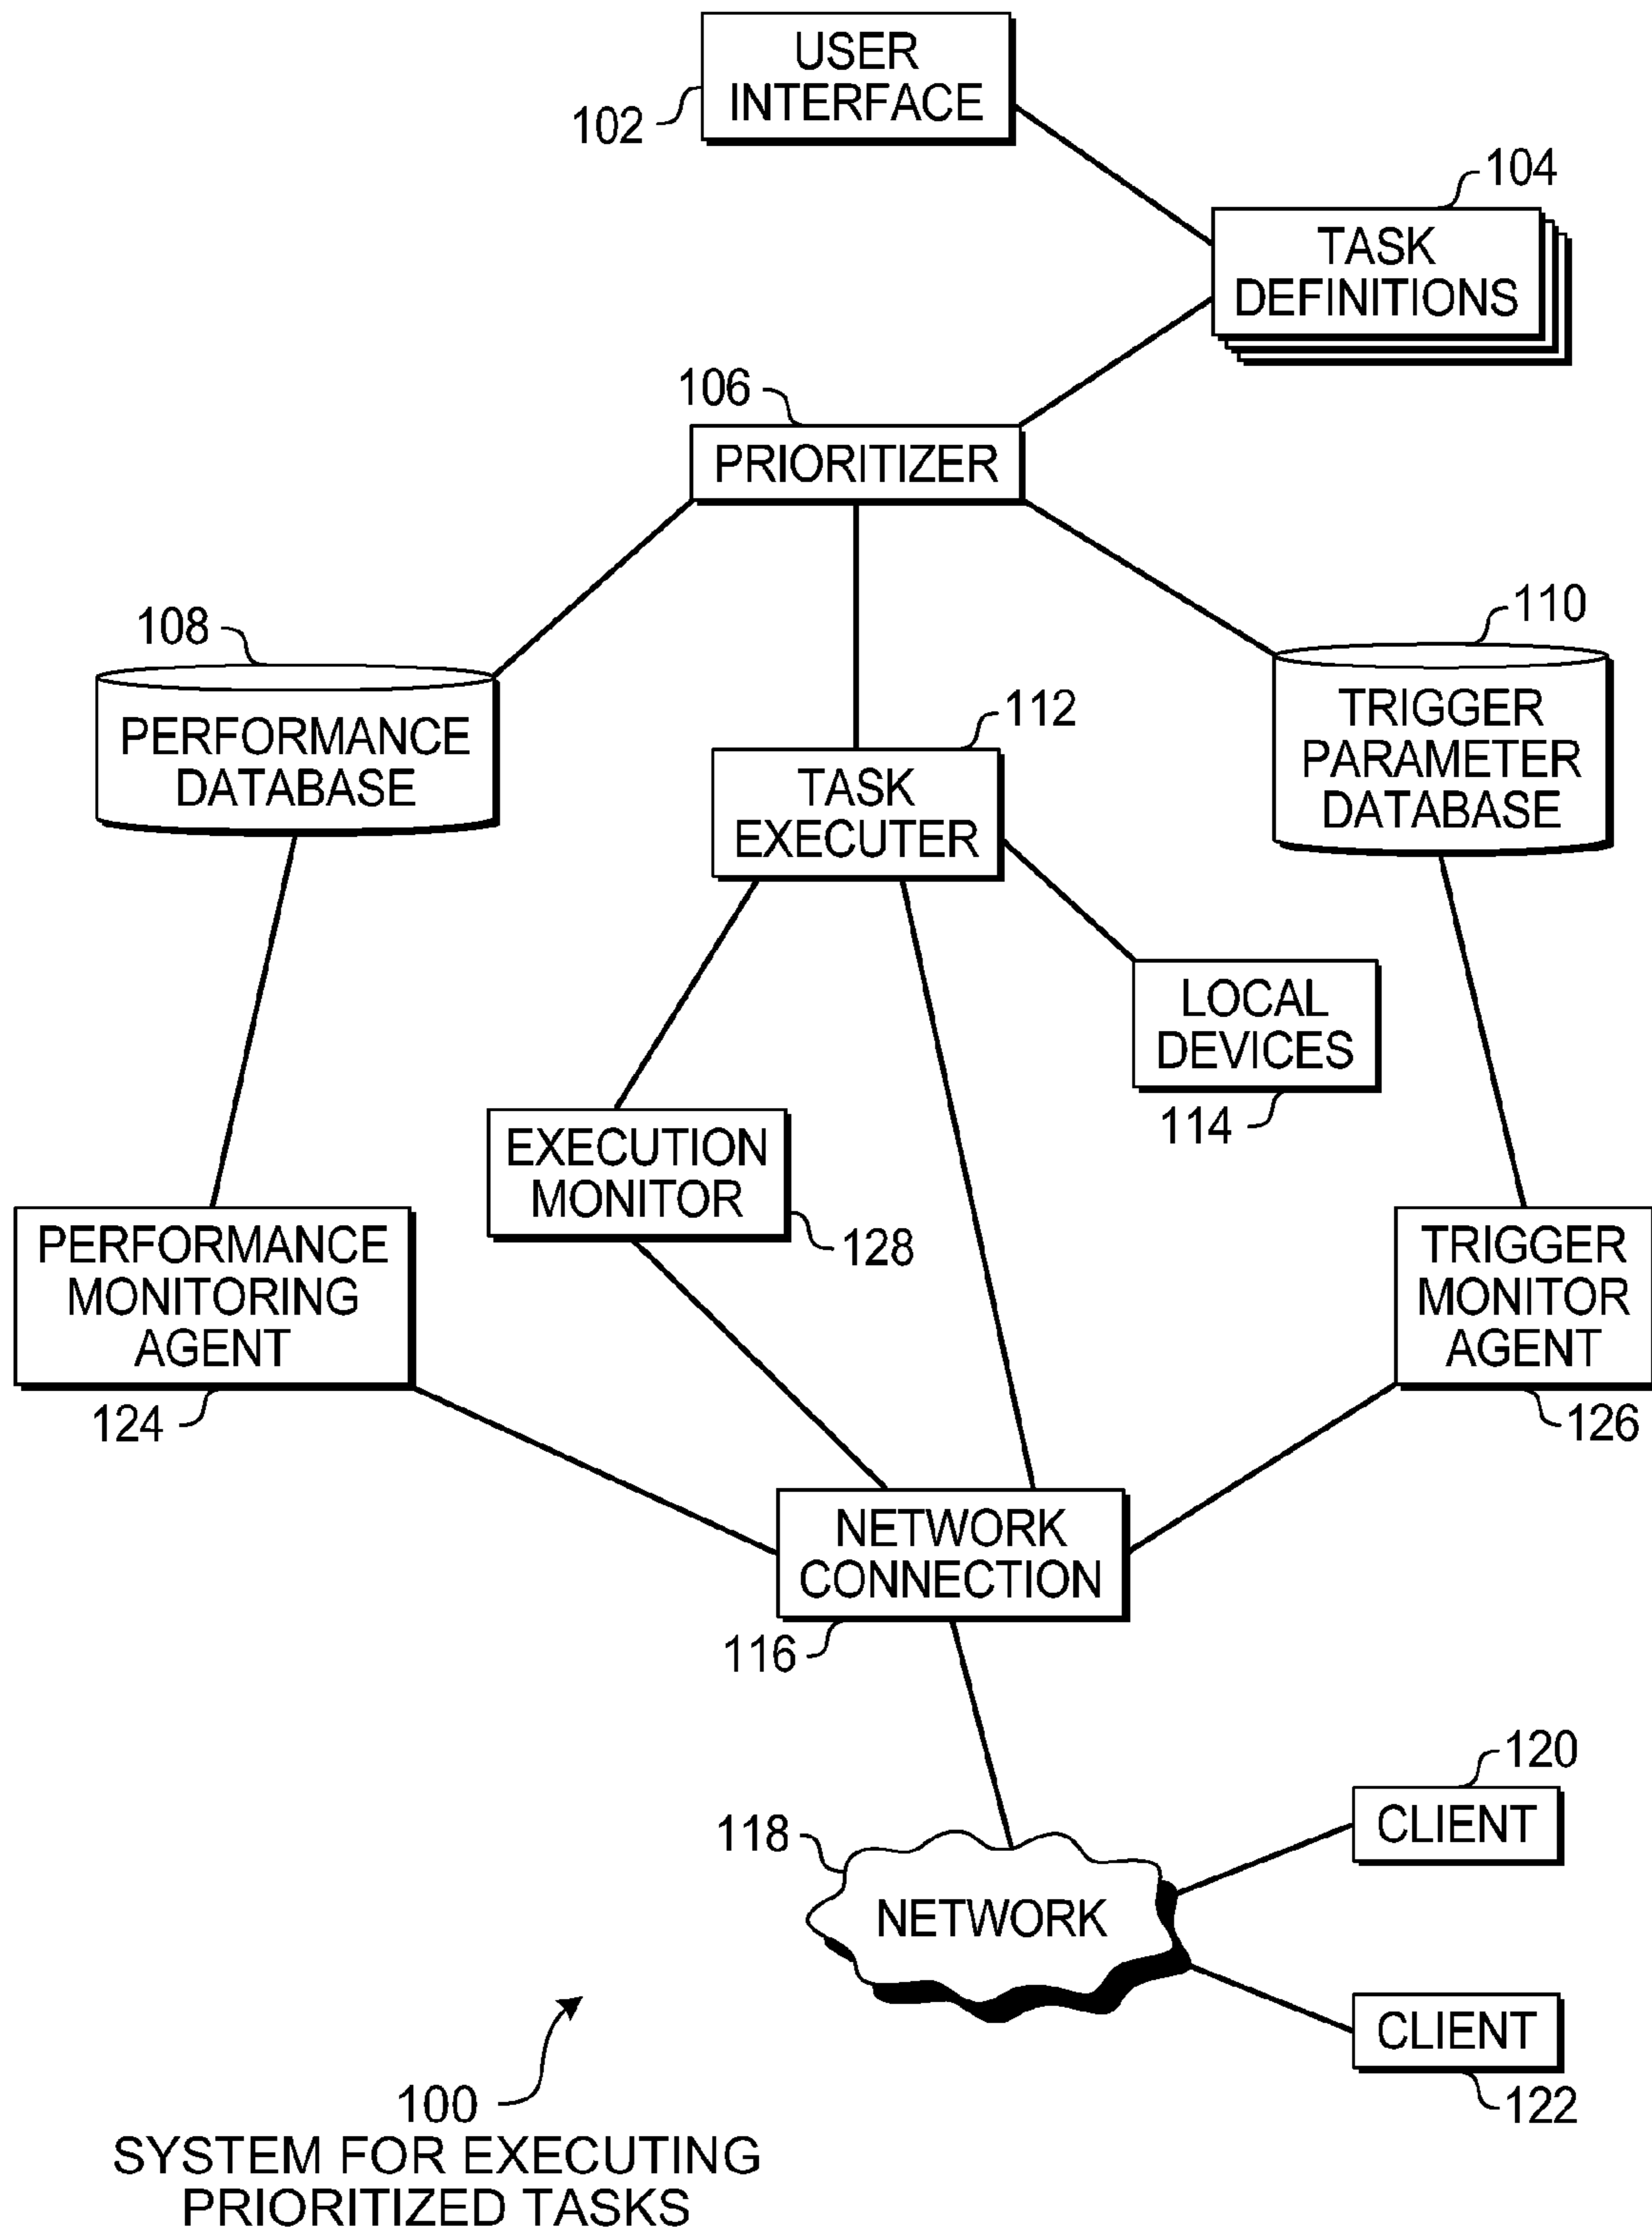 USER
INTERFACE
102
104
TASK
DEFINITIONS
106
PRIORITIZER
108
PERFORMANCE
DATABASE
110
TRIGGER
PARAMETER
DATABASE
112
TASK
EXECUTER
LOCAL
DEVICES
114
EXECUTION
MONITOR
128
PERFORMANCE
MONITORING
AGENT
124
TRIGGER
MONITOR
AGENT
126
NETWORK
CONNECTION
116
118
NETWORK
120
CLIENT
CLIENT
122
100
SYSTEM FOR EXECUTING
PRIORITIZED TASKS